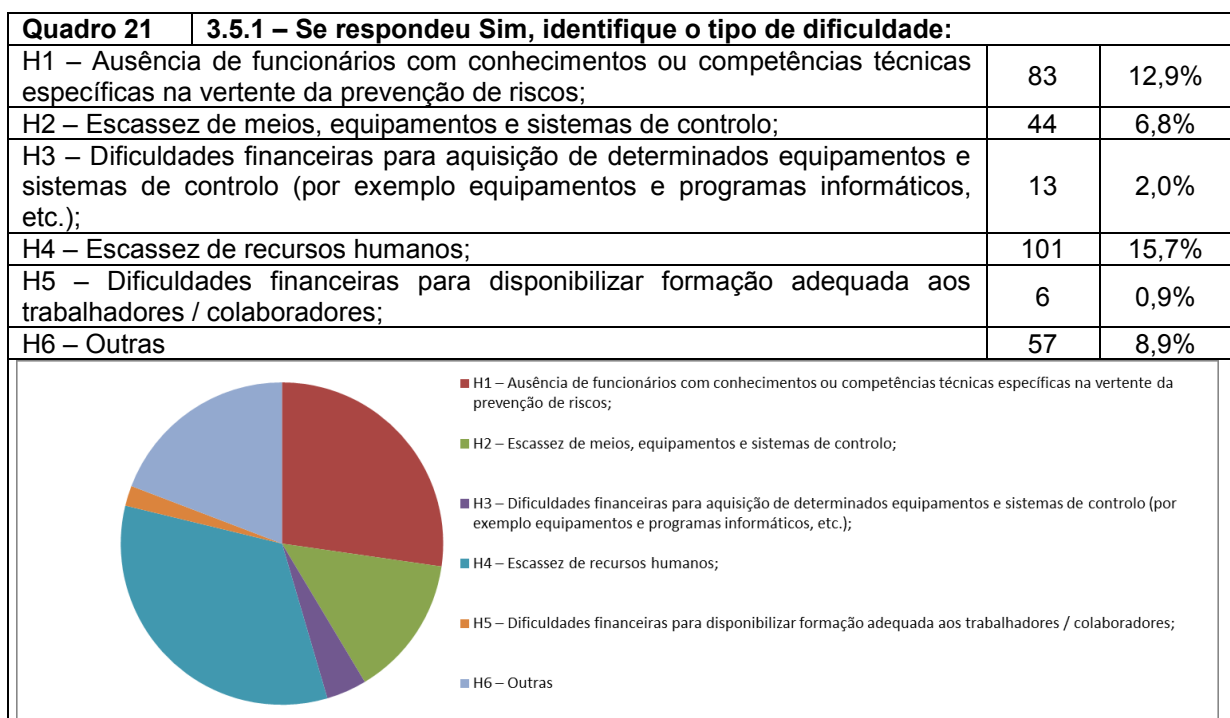 Quadro 21 3.5.1 – Se respondeu Sim, identifique o tipo de dificuldade:
H1 – Ausência de funcionários com conhecimentos ou competências técnicas
específicas na vertente da prevenção de riscos;
83 12,9%
H2 – Escassez de meios, equipamentos e sistemas de controlo; 44 6,8%
H3 – Dificuldades financeiras para aquisição de determinados equipamentos e
sistemas de controlo (por exemplo equipamentos e programas informáticos,
etc.);
13 2,0%
H4 – Escassez de recursos humanos; 101 15,7%
H5 – Dificuldades financeiras para disponibilizar formação adequada aos
trabalhadores / colaboradores;
6 0,9%
H6 – Outras 57 8,9%
H1 – Ausência de funcionários com conhecimentos ou competências técnicas específicas na vertente da
prevenção de riscos;
H2 – Escassez de meios, equipamentos e sistemas de controlo;
H3 – Dificuldades financeiras para aquisição de determinados equipamentos e sistemas de controlo (por
exemplo equipamentos e programas informáticos, etc.);
H4 – Escassez de recursos humanos;
H5 – Dificuldades financeiras para disponibilizar formação adequada aos trabalhadores / colaboradores;
H6 – Outras